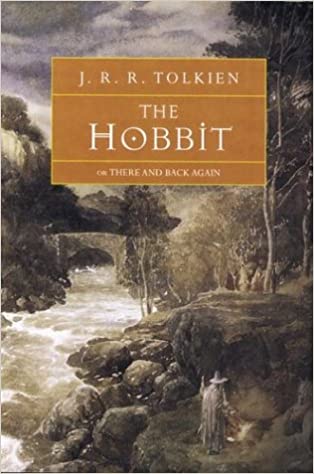 J. R. R. TOLKIEN
THE
HOBBIT
OR THERE AND BACK AGAIN